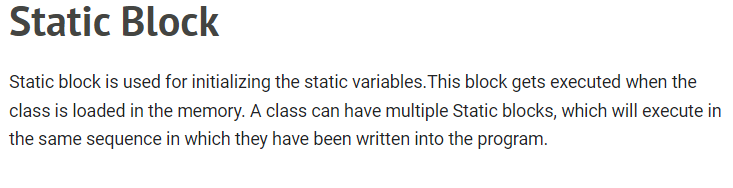 Static Block
Static block is used for initializing the static variables.This block gets executed when the
class is loaded in the memory. A class can have multiple Static blocks, which will execute in
the same sequence in which they have been written into the program.